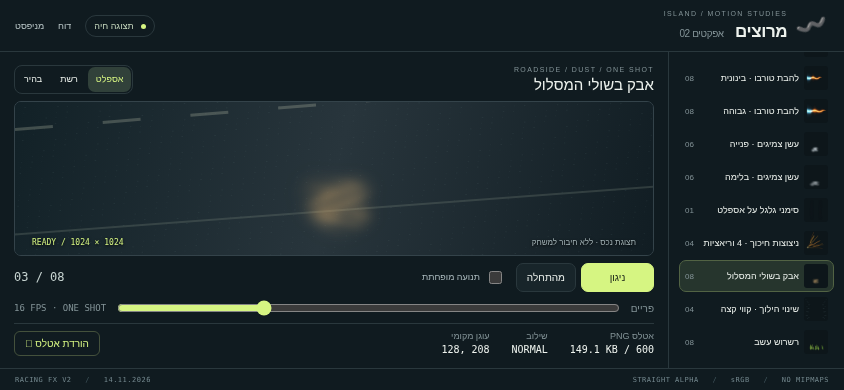 ISLAND / MOTION STUDIES
מרוצים אפקטים 02
תצוגה חיה
דוח
מניפסט
להבת טורבו · בינונית 08
להבת טורבו · גבוהה 08
עשן צמיגים · פנייה 06
עשן צמיגים · בלימה 06
סימני גלגל על אספלט 01
ניצוצות חיכוך · 4 וריאציות 04
אבק בשולי המסלול 08
שינוי הילוך · קווי קצה 04
רשרוש עשב 08
ROADSIDE / DUST / ONE SHOT
אבק בשולי המסלול
אספלט רשת בהיר
תצוגת נכס · ללא חיבור למשחק
READY / 1024 × 1024
ניגון
מהתחלה
תנועה מופחתת
03 / 08
פריים
16 FPS · ONE SHOT
אטלס PNG
149.1 KB / 600
שילוב
NORMAL
עוגן מקומי
128, 208
הורדת אטלס
RACING FX V2 / 14.11.2026
STRAIGHT ALPHA / sRGB / NO MIPMAPS